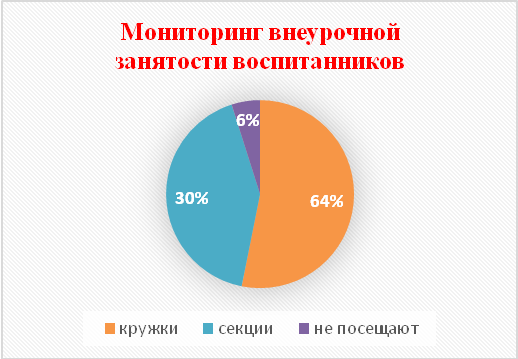 Мониторинг внеурочной
занятости воспитанников
6%
30%
64%
кружки секции не посещают